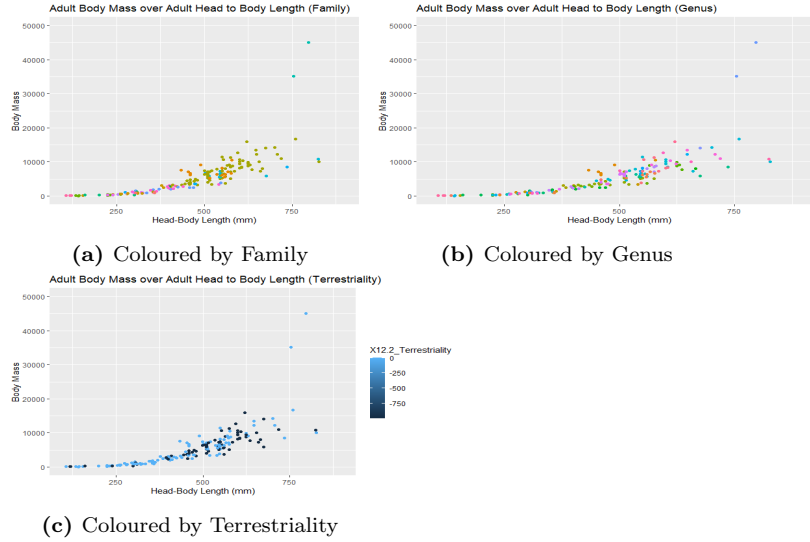 Adult Body Mass over Adult Head to Body Length (Family)
50000
40000
30000
20000
10000
0
Body Mass
250
500
750
Head-Body Length (mm)
(a) Coloured by Family
Adult Body Mass over Adult Head to Body Length (Genus)
50000
40000
30000
20000
10000
0
Body Mass
250
500
750
Head-Body Length (mm)
(b) Coloured by Genus
Adult Body Mass over Adult Head to Body Length (Terrestriality)
50000
40000
30000
20000
10000
0
Body Mass
250
500
750
Head-Body Length (mm)
X12.2_Terrestriality
0
-250
-500
-750
(c) Coloured by Terrestriality